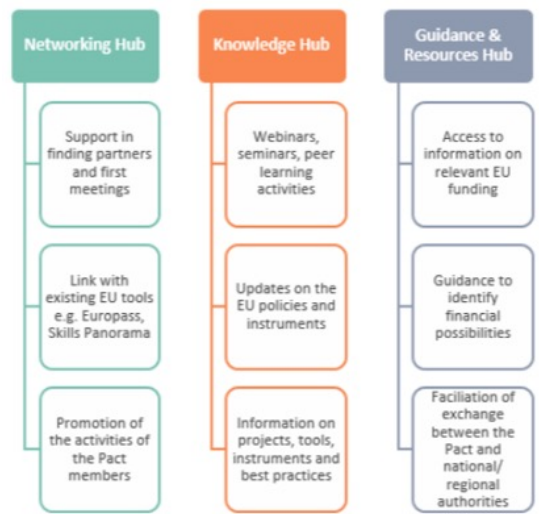 Networking Hub
Support in
finding partners
and first
meetings
Link with
existing EU tools
e.g. Europass,
Skills Panorama
Promotion of
the activities of
the Pact
members
Knowledge Hub
Webinars,
seminars, peer
learning
activities
Updates on the
EU policies and
instruments
Information on
projects, tools,
instruments and
best practices
Guidance &
Resources Hub
Access to
information on
relevant EU
funding
Guidance to
identify
financial
possibilities
Faciliation of
exchange
between the
Pact and
national/
regional
authorities